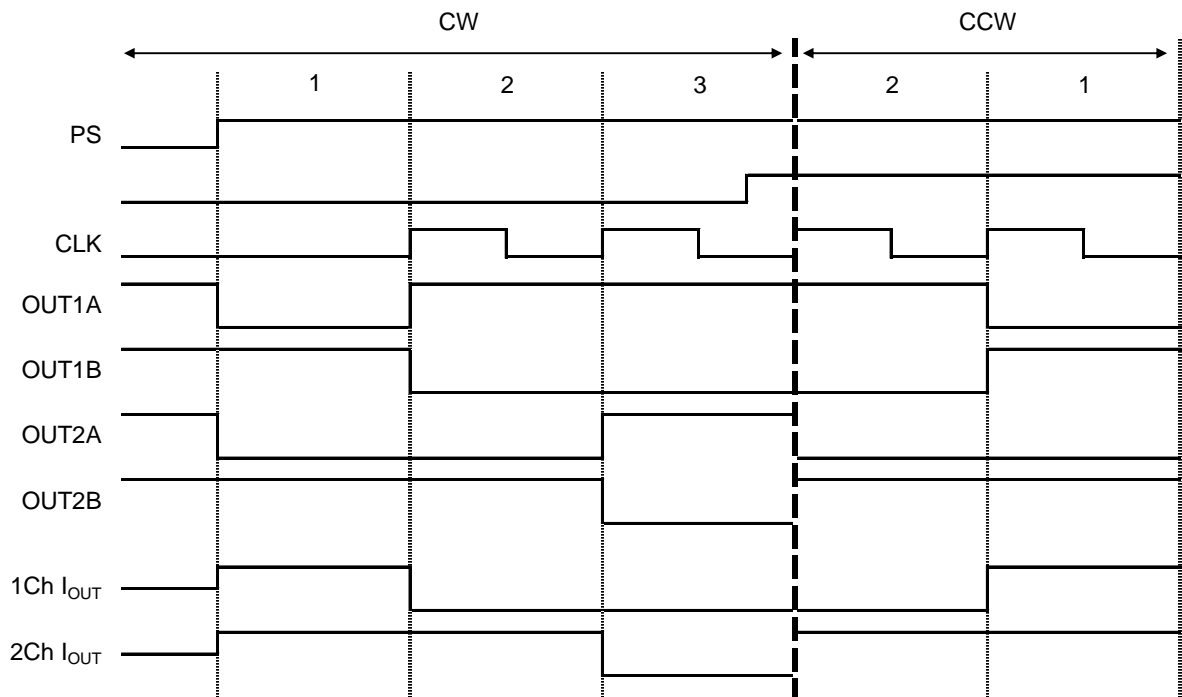 CW CCW
1 2 3 2 1
PS
CLK
OUT1A
OUT1B
OUT2A
OUT2B
1Ch IOUT
2Ch IOUT